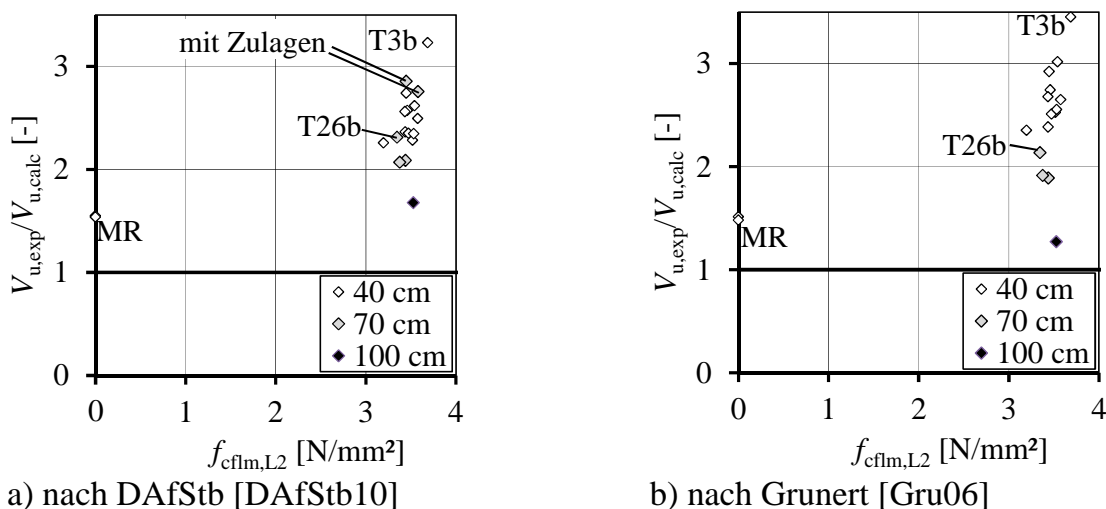 T3b
mit Zulagen
3
T26b
2
MR
1
0
V_u,exp/V_u,calc [-]
40 cm
70 cm
100 cm
0 1 2 3 4
f_cflm,L2 [N/mm²]
a) nach DAfStb [DAfStb10]
T3b
3
T26b
2
MR
1
0
V_u,exp/V_u,calc [-]
40 cm
70 cm
100 cm
0 1 2 3 4
f_cflm,L2 [N/mm²]
b) nach Grunert [Gru06]